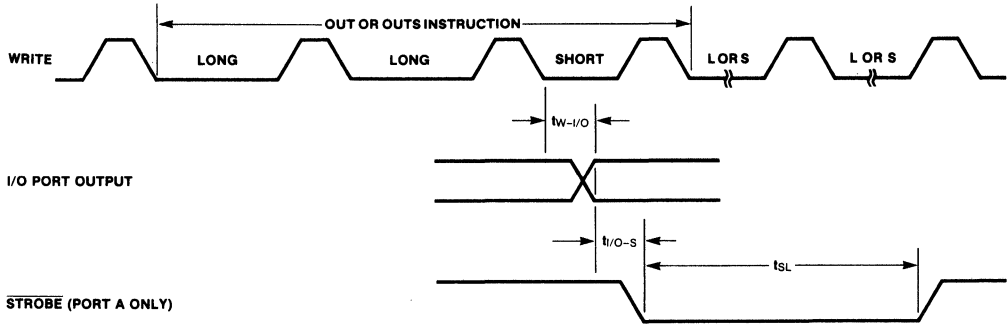 OUT OR OUTS INSTRUCTION
WRITE LONG LONG SHORT L OR S L OR S
tW–I/O
I/O PORT OUTPUT
tI/O–S
tSL
STROBE (PORT A ONLY)